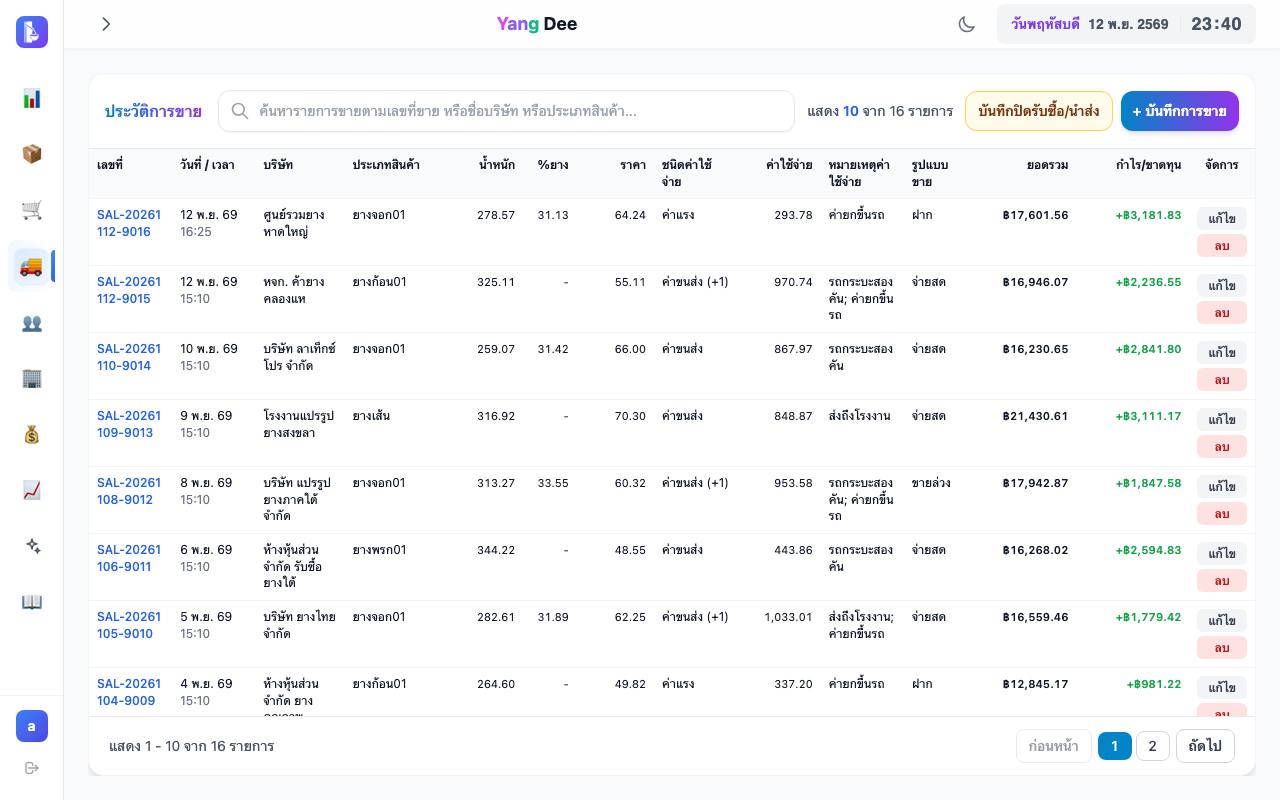 Yang Dee
วันพฤหัสบดี 12 พ.ย. 2569 23:40
ประวัติการขาย
ค้นหารายการขายตามเลขที่ขาย หรือชื่อบริษัท หรือประเภทสินค้า...
แสดง 10 จาก 16 รายการ
บันทึกปิดรับซื้อ/นำส่ง
+ บันทึกการขาย
เลขที่ วันที่ / เวลา บริษัท ประเภทสินค้า น้ำหนัก %ยาง ราคา ชนิดค่าใช้ ค่าใช้จ่าย หมายเหตุค่า รูปแบบ ยอดรวม กำไร/ขาดทุน จัดการ
จ่าย ใช้จ่าย ขาย
SAL-20261 12 พ.ย. 69 ศูนย์รวมยาง ยางจอก01 278.57 31.13 64.24 ค่าแรง 293.78 ค่ายกขึ้นรถ ฝาก ฿17,601.56 +฿3,181.83 แก้ไข
112-9016 16:25 หาดใหญ่ ลบ
SAL-20261 12 พ.ย. 69 หจก. ค้ายาง ยางก้อน01 325.11 - 55.11 ค่าขนส่ง (+1) 970.74 รถกระบะสอง จ่ายสด ฿16,946.07 +฿2,236.55 แก้ไข
112-9015 15:10 คลองแห คัน; ค่ายกขึ้น ลบ
รถ
SAL-20261 10 พ.ย. 69 บริษัท ลาเท็กซ์ ยางจอก01 259.07 31.42 66.00 ค่าขนส่ง 867.97 รถกระบะสอง จ่ายสด ฿16,230.65 +฿2,841.80 แก้ไข
110-9014 15:10 โปร จำกัด คัน ลบ
SAL-20261 9 พ.ย. 69 โรงงานแปรรูป ยางเส้น 316.92 - 70.30 ค่าขนส่ง 848.87 ส่งถึงโรงงาน จ่ายสด ฿21,430.61 +฿3,111.17 แก้ไข
109-9013 15:10 ยางสงขลา ลบ
SAL-20261 8 พ.ย. 69 บริษัท แปรรูป ยางจอก01 313.27 33.55 60.32 ค่าขนส่ง (+1) 953.58 รถกระบะสอง ขายล่วง ฿17,942.87 +฿1,847.58 แก้ไข
108-9012 15:10 ยางภาคใต้ คัน; ค่ายกขึ้น ลบ
จำกัด รถ
SAL-20261 6 พ.ย. 69 ห้างหุ้นส่วน ยางพรก01 344.22 - 48.55 ค่าขนส่ง 443.86 รถกระบะสอง จ่ายสด ฿16,268.02 +฿2,594.83 แก้ไข
106-9011 15:10 จำกัด รับซื้อ คัน ลบ
ยางใต้
SAL-20261 5 พ.ย. 69 บริษัท ยางไทย ยางจอก01 282.61 31.89 62.25 ค่าขนส่ง (+1) 1,033.01 ส่งถึงโรงงาน; จ่ายสด ฿16,559.46 +฿1,779.42 แก้ไข
105-9010 15:10 จำกัด ค่ายกขึ้นรถ ลบ
SAL-20261 4 พ.ย. 69 ห้างหุ้นส่วน ยางก้อน01 264.60 - 49.82 ค่าแรง 337.20 ค่ายกขึ้นรถ ฝาก ฿12,845.17 +฿981.22 แก้ไข
104-9009 15:10 จำกัด ยาง ลบ
a
แสดง 1 - 10 จาก 16 รายการ
ก่อนหน้า 1 2 ถัดไป